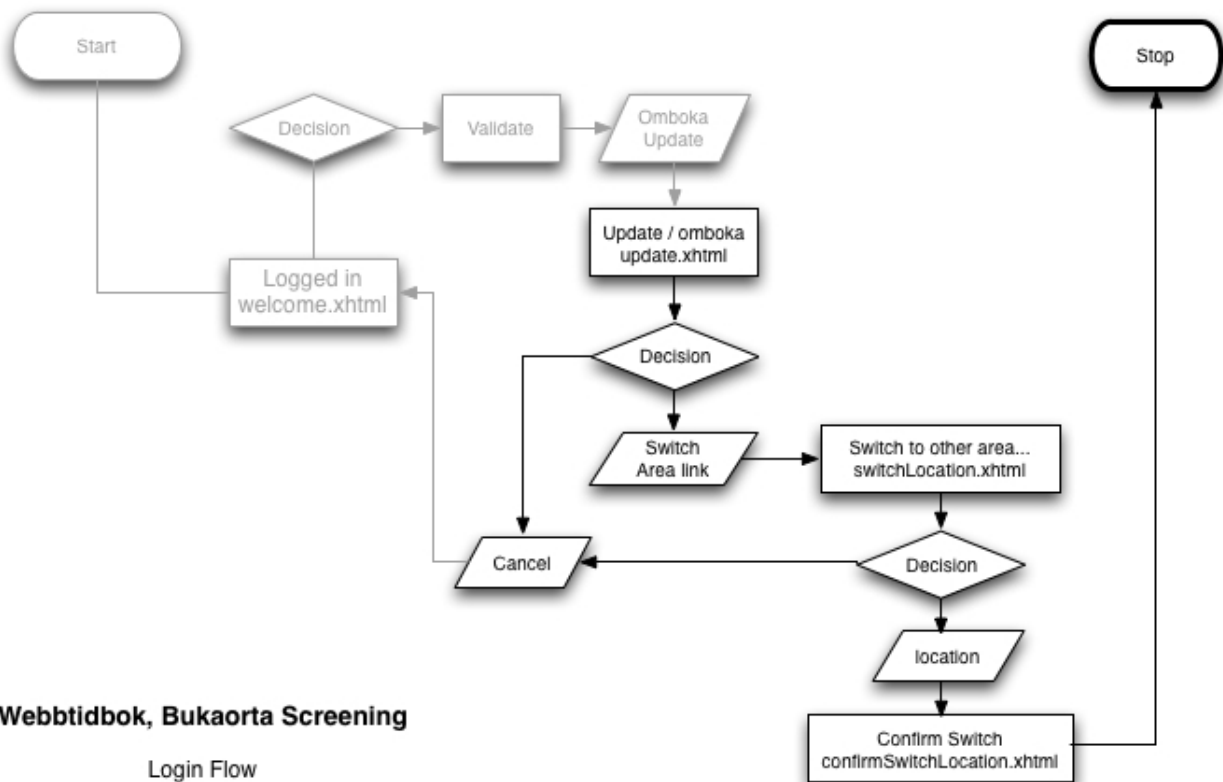 Start
Stop
Decision
Validate
Omboka
Update
Update / omboka
update.xhtml
Logged in
welcome.xhtml
Decision
Switch
Area link
Switch to other area...
switchLocation.xhtml
Cancel
Decision
location
Webbtidbok, Bukaorta Screening
Confirm Switch
confirmSwitchLocation.xhtml
Login Flow